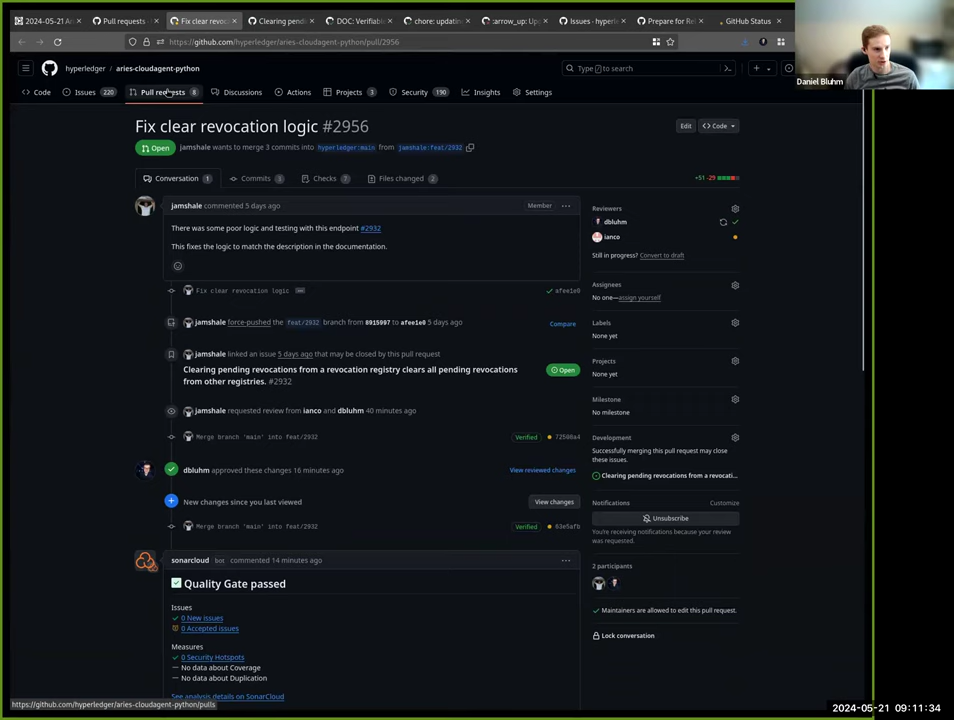 2024-05-21 Ari
Pull requests
Fix clear revoc
Clearing pend
DOC: Verifiab
chore: updatin
:arrow_up: Up
Issues · hyperl
Prepare for Re
GitHub Status
https://github.com/hyperledger/aries-cloudagent-python/pull/2956
hyperledger / aries-cloudagent-python
Type / to search
Daniel Bluhm
Code
Issues 220
Pull requests 8
Discussions
Actions
Projects 3
Security 190
Insights
Settings
Fix clear revocation logic #2956
Edit
Code
Open
jamshale wants to merge 3 commits into hyperledger:main from jamshale:feat/2932
Conversation 1
Commits 3
Checks 7
Files changed 2
+51 -29
jamshale commented 5 days ago
Member
There was some poor logic and testing with this endpoint #2932
This fixes the logic to match the description in the documentation.
Fix clear revocation logic
afee1e0
jamshale force-pushed the feat/2932 branch from 8915997 to afee1e0 5 days ago
Compare
jamshale linked an issue 5 days ago that may be closed by this pull request
Clearing pending revocations from a revocation registry clears all pending revocations
from other registries. #2932
Open
jamshale requested review from ianco and dbluhm 40 minutes ago
Merge branch 'main' into feat/2932
Verified
72508a4
dbluhm approved these changes 16 minutes ago
View reviewed changes
New changes since you last viewed
View changes
Merge branch 'main' into feat/2932
Verified
63e5afb
sonarcloud bot commented 14 minutes ago
Quality Gate passed
Issues
0 New issues
0 Accepted issues
Measures
0 Security Hotspots
No data about Coverage
No data about Duplication
See analysis details on SonarCloud
Reviewers
dbluhm
ianco
Still in progress? Convert to draft
Assignees
No one—assign yourself
Labels
None yet
Projects
None yet
Milestone
No milestone
Development
Successfully merging this pull request may close
these issues.
Clearing pending revocations from a revocati...
Notifications
Customize
Unsubscribe
You're receiving notifications because your review
was requested.
2 participants
Maintainers are allowed to edit this pull request.
Lock conversation
https://github.com/hyperledger/aries-cloudagent-python/pulls
2024-05-21 09:11:34